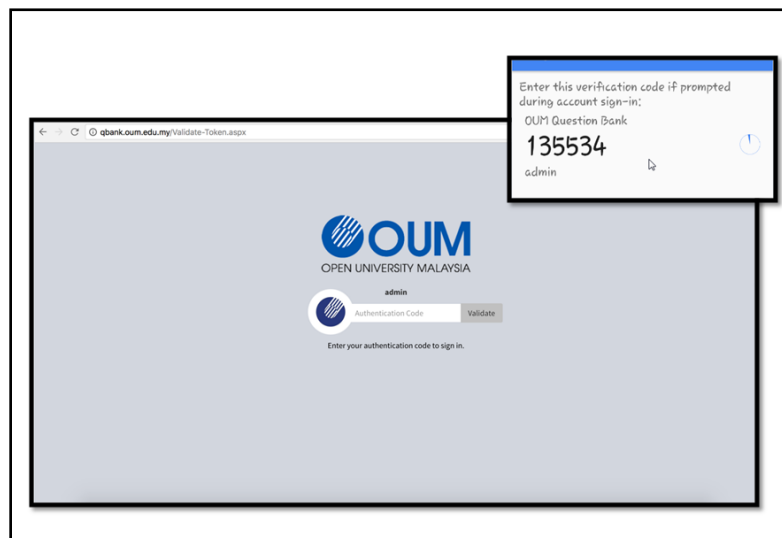 Enter this verification code if prompted
during account sign-in:
OUM Question Bank
135534
admin
qbank.oum.edu.my/Validate-Token.aspx
OUM
OPEN UNIVERSITY MALAYSIA
admin
Authentication Code Validate
Enter your authentication code to sign in.